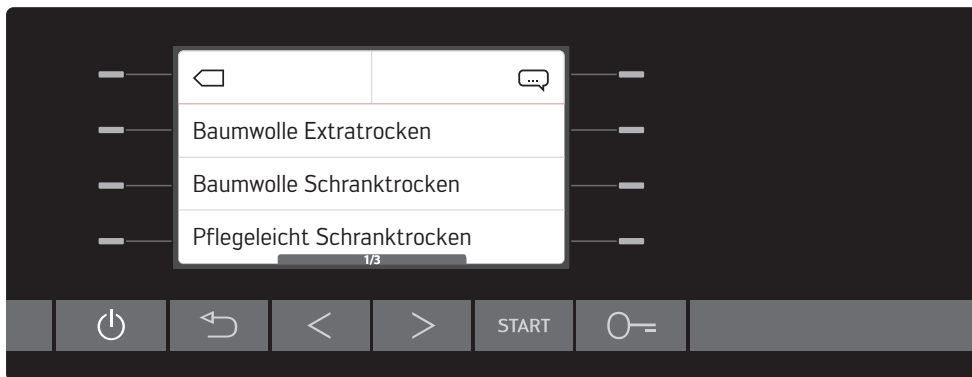 ...
Baumwolle Extratrocken
Baumwolle Schranktrocken
Pflegeleicht Schranktrocken
1/3
START